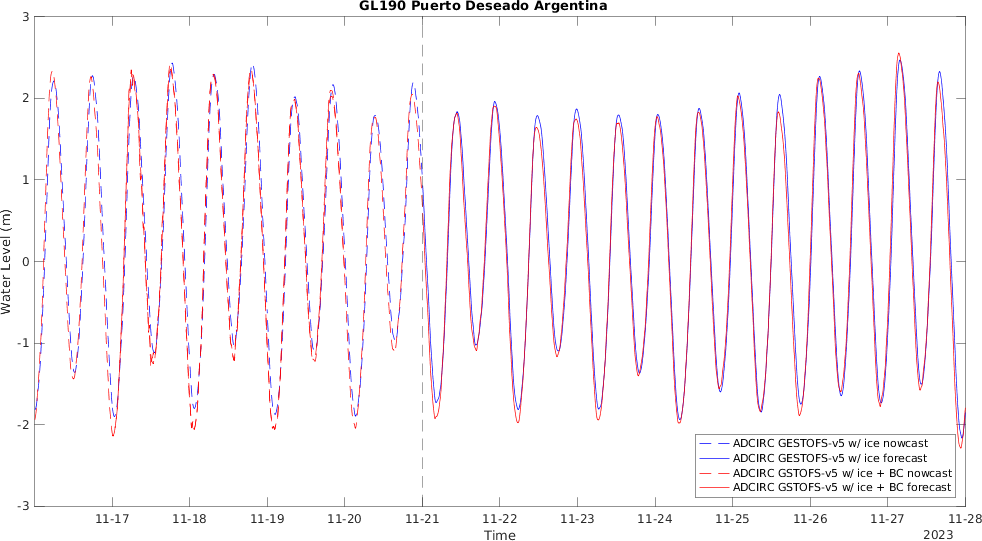 GL190 Puerto Deseado Argentina
3
2
1
0
-1
-2
-3
Water Level (m)
ADCIRC GESTOFS-v5 w/ ice nowcast
ADCIRC GESTOFS-v5 w/ ice forecast
ADCIRC GSTOFS-v5 w/ ice + BC nowcast
ADCIRC GSTOFS-v5 w/ ice + BC forecast
11-17 11-18 11-19 11-20 11-21 11-22 11-23 11-24 11-25 11-26 11-27 11-28
Time
2023